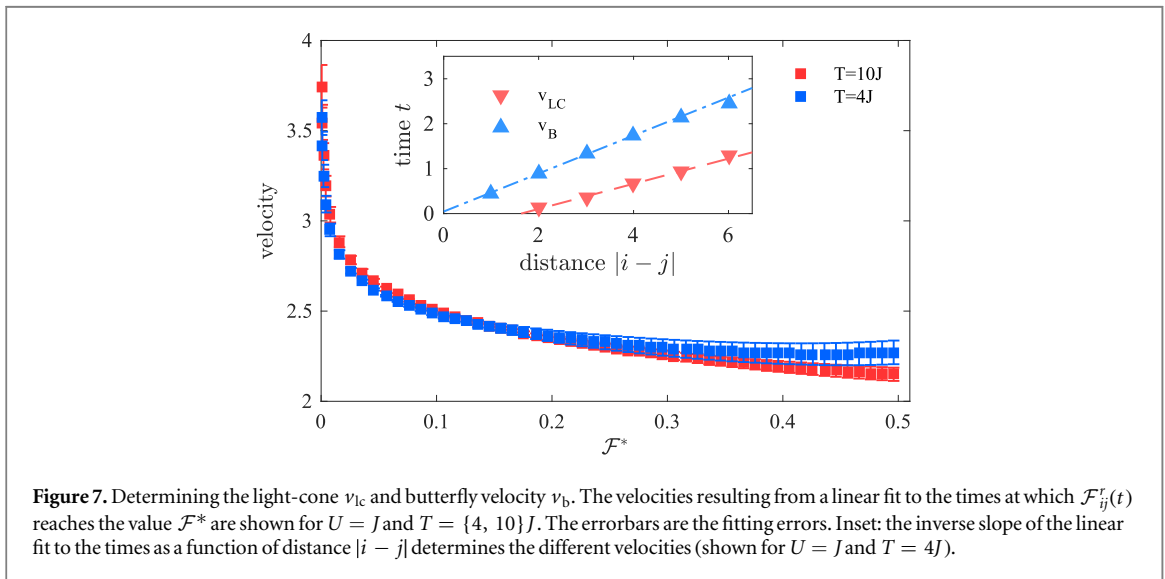 4
3.5
3
2.5
2
velocity
0
0.1
0.2
0.3
0.4
0.5
𝓕*
T=10J
T=4J
3
2
1
0
time t
0
2
4
6
distance |i − j|
v_LC
v_B
Figure 7. Determining the light-cone ν_lc and butterfly velocity ν_b. The velocities resulting from a linear fit to the times at which 𝓕^r_ij(t)
reaches the value 𝓕* are shown for U = J and T = {4, 10}J. The errorbars are the fitting errors. Inset: the inverse slope of the linear
fit to the times as a function of distance |i − j| determines the different velocities (shown for U = J and T = 4J).